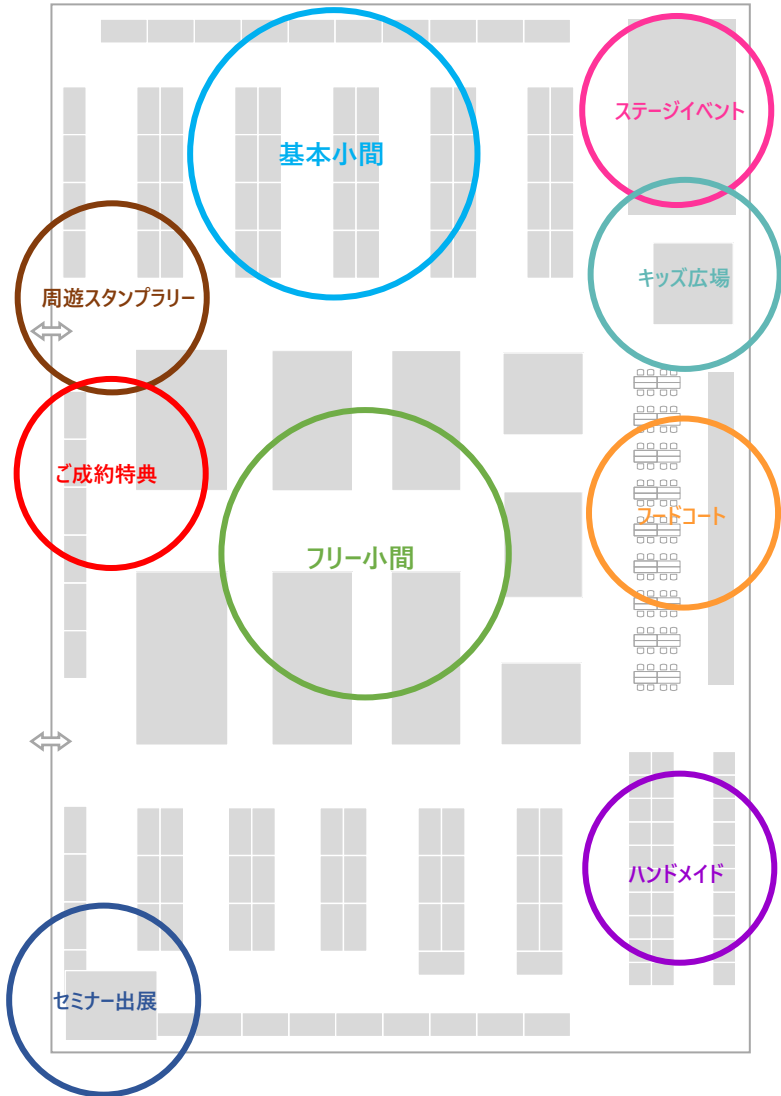 ステージイベント
基本小間
キッズ広場
周遊スタンプラリー
ご成約特典
フードコート
フリー小間
ハンドメイド
セミナー出展